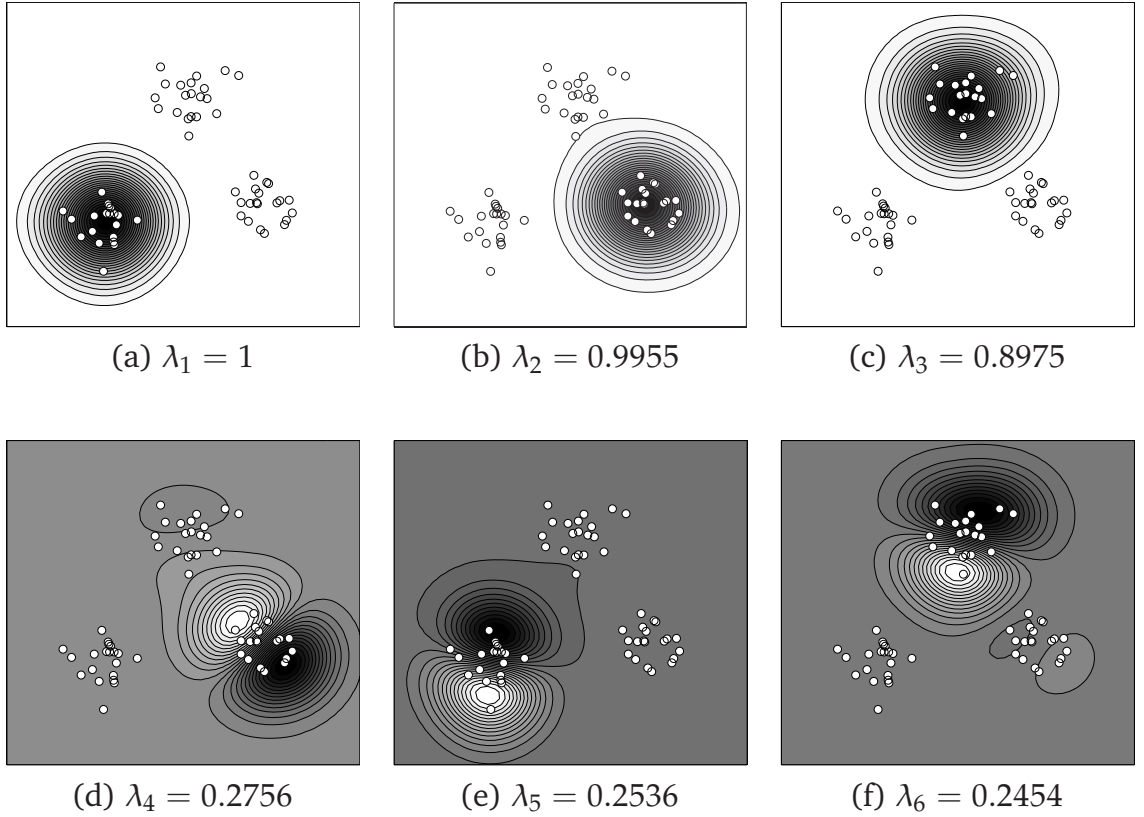 (a) λ₁ = 1
(b) λ₂ = 0.9955
(c) λ₃ = 0.8975
(d) λ₄ = 0.2756
(e) λ₅ = 0.2536
(f) λ₆ = 0.2454